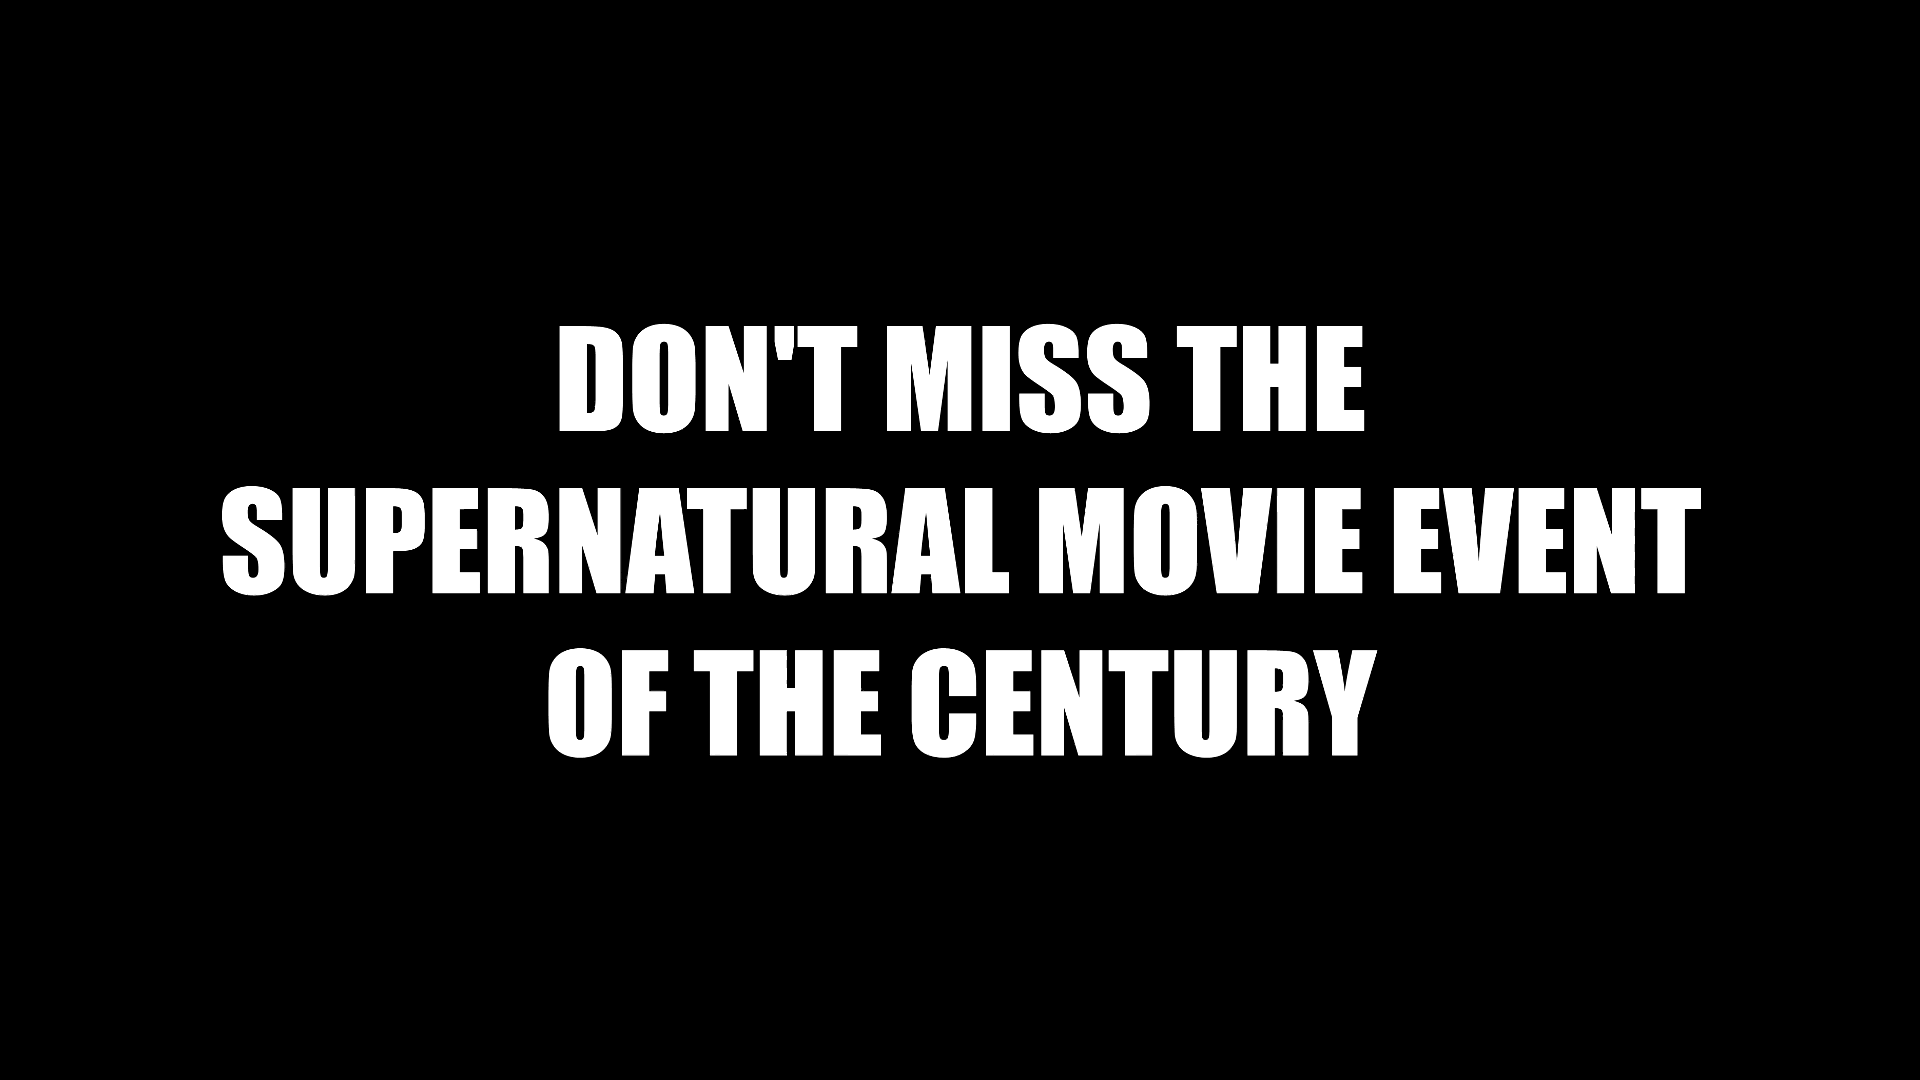 DON'T MISS THE
SUPERNATURAL MOVIE EVENT
OF THE CENTURY